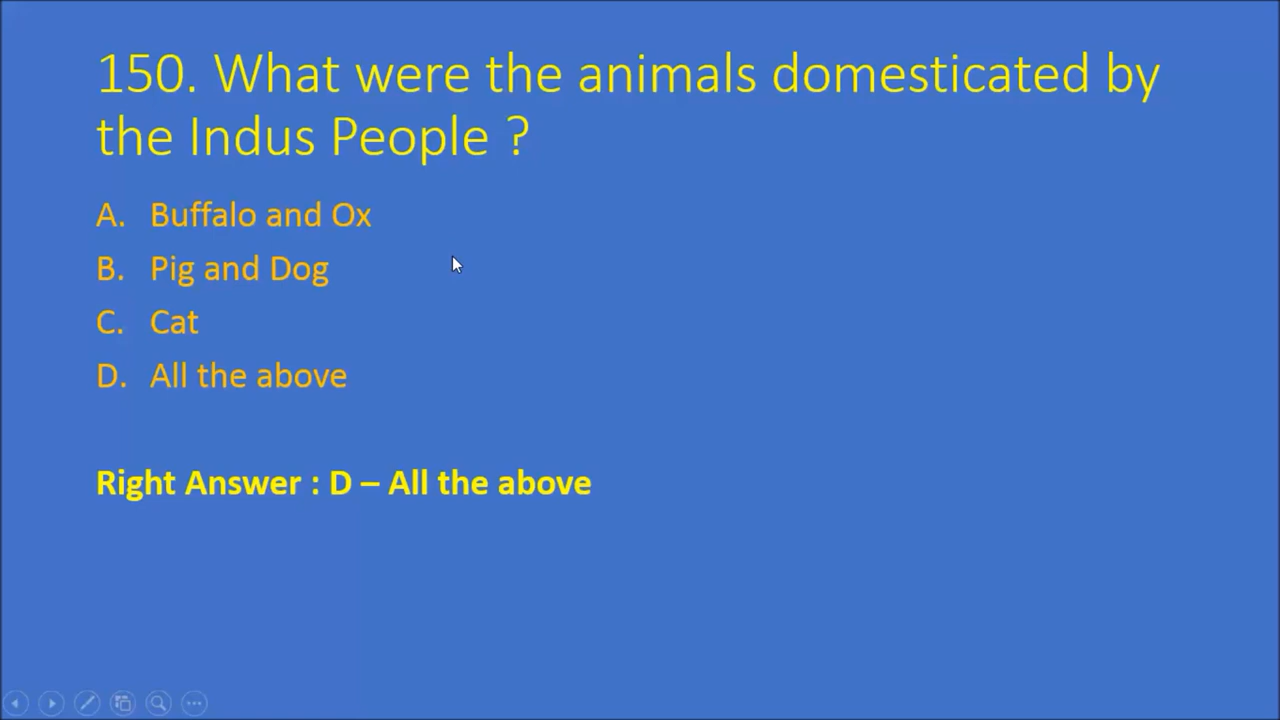 150. What were the animals domesticated by
the Indus People ?
A. Buffalo and Ox
B. Pig and Dog
C. Cat
D. All the above
Right Answer : D – All the above